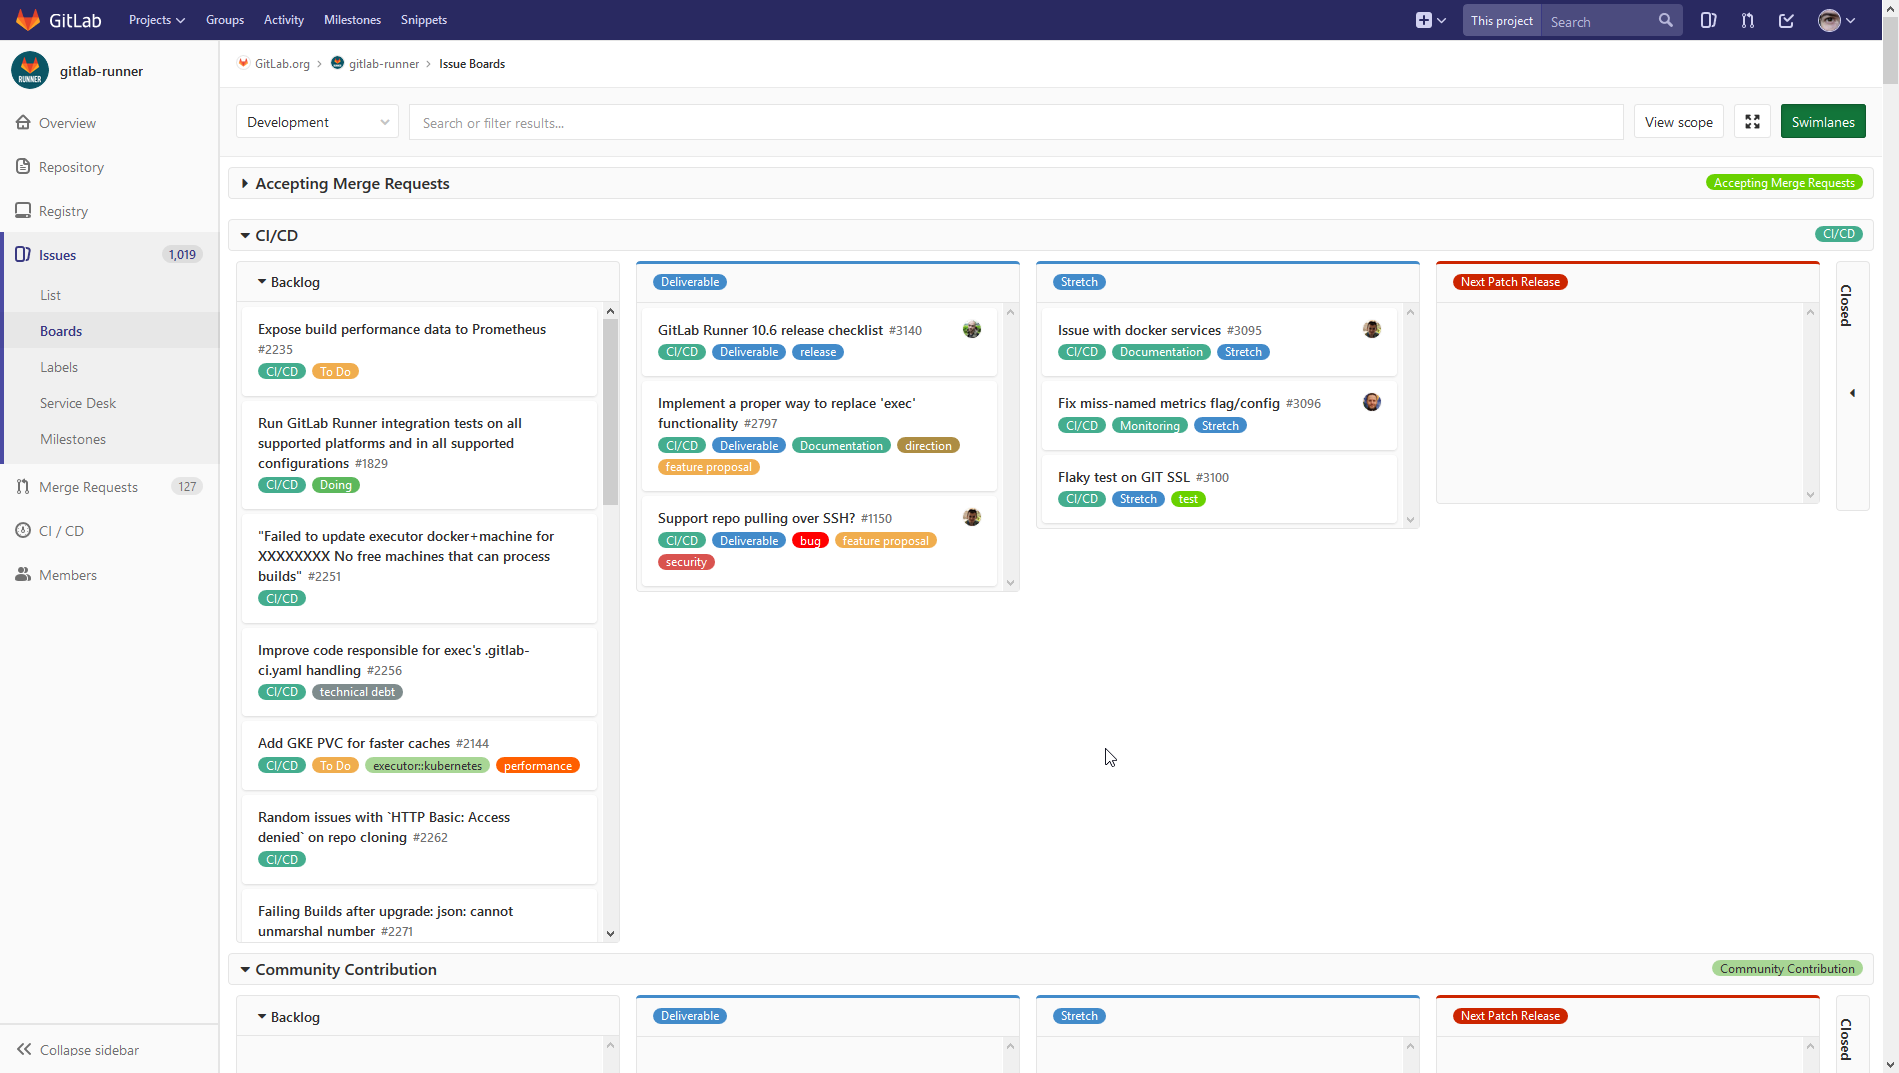 GitLab
Projects
Groups
Activity
Milestones
Snippets
This project
Search
RUNNER
gitlab-runner
Overview
Repository
Registry
Issues 1,019
List
Boards
Labels
Service Desk
Milestones
Merge Requests 127
CI / CD
Members
Collapse sidebar
GitLab.org › gitlab-runner › Issue Boards
Development
Search or filter results...
View scope
Swimlanes
Accepting Merge Requests
Accepting Merge Requests
CI/CD
CI/CD
Backlog
Expose build performance data to Prometheus
#2235
CI/CD To Do
Run GitLab Runner integration tests on all
supported platforms and in all supported
configurations #1829
CI/CD Doing
"Failed to update executor docker+machine for
XXXXXXXX No free machines that can process
builds" #2251
CI/CD
Improve code responsible for exec's .gitlab-
ci.yaml handling #2256
CI/CD technical debt
Add GKE PVC for faster caches #2144
CI/CD To Do executor::kubernetes performance
Random issues with `HTTP Basic: Access
denied` on repo cloning #2262
CI/CD
Failing Builds after upgrade: json: cannot
unmarshal number #2271
Deliverable
GitLab Runner 10.6 release checklist #3140
CI/CD Deliverable release
Implement a proper way to replace 'exec'
functionality #2797
CI/CD Deliverable Documentation direction
feature proposal
Support repo pulling over SSH? #1150
CI/CD Deliverable bug feature proposal
security
Stretch
Issue with docker services #3095
CI/CD Documentation Stretch
Fix miss-named metrics flag/config #3096
CI/CD Monitoring Stretch
Flaky test on GIT SSL #3100
CI/CD Stretch test
Next Patch Release
Closed
Community Contribution
Community Contribution
Backlog
Deliverable
Stretch
Next Patch Release
Closed